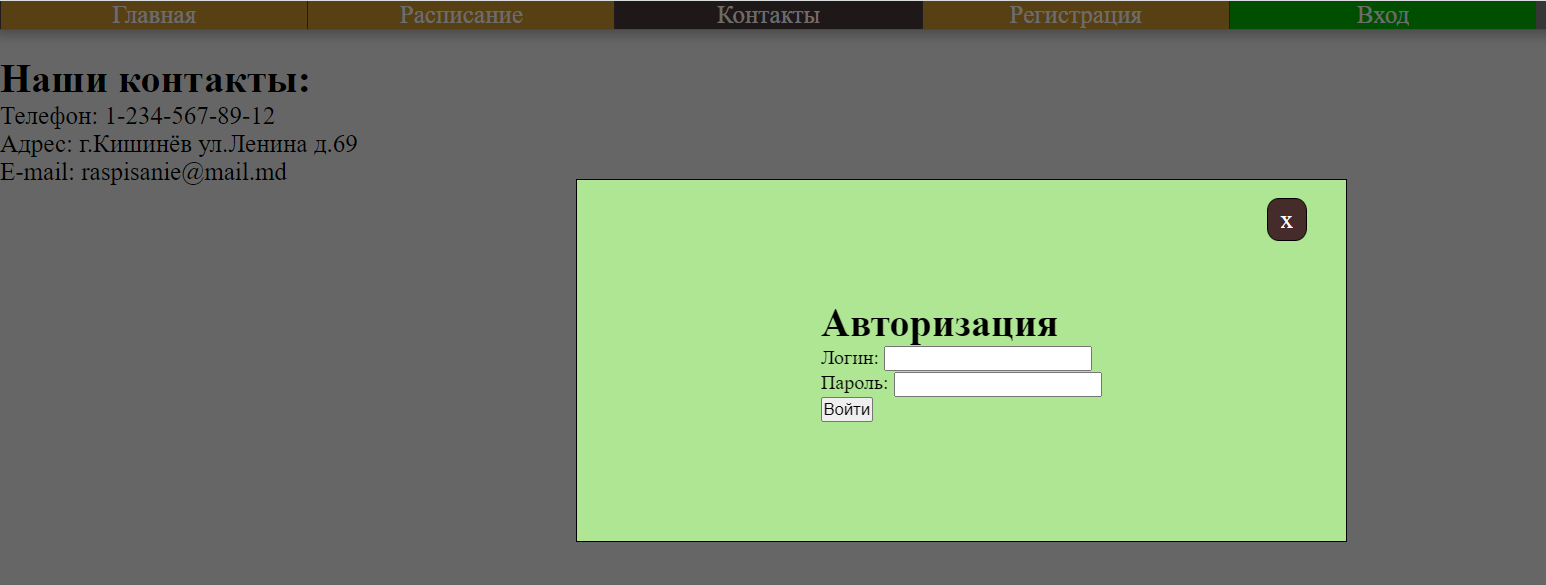 Главная Расписание Контакты Регистрация Вход
Наши контакты:
Телефон: 1-234-567-89-12
Адрес: г.Кишинёв ул.Ленина д.69
E-mail: raspisanie@mail.md
x
Авторизация
Логин:
Пароль:
Войти